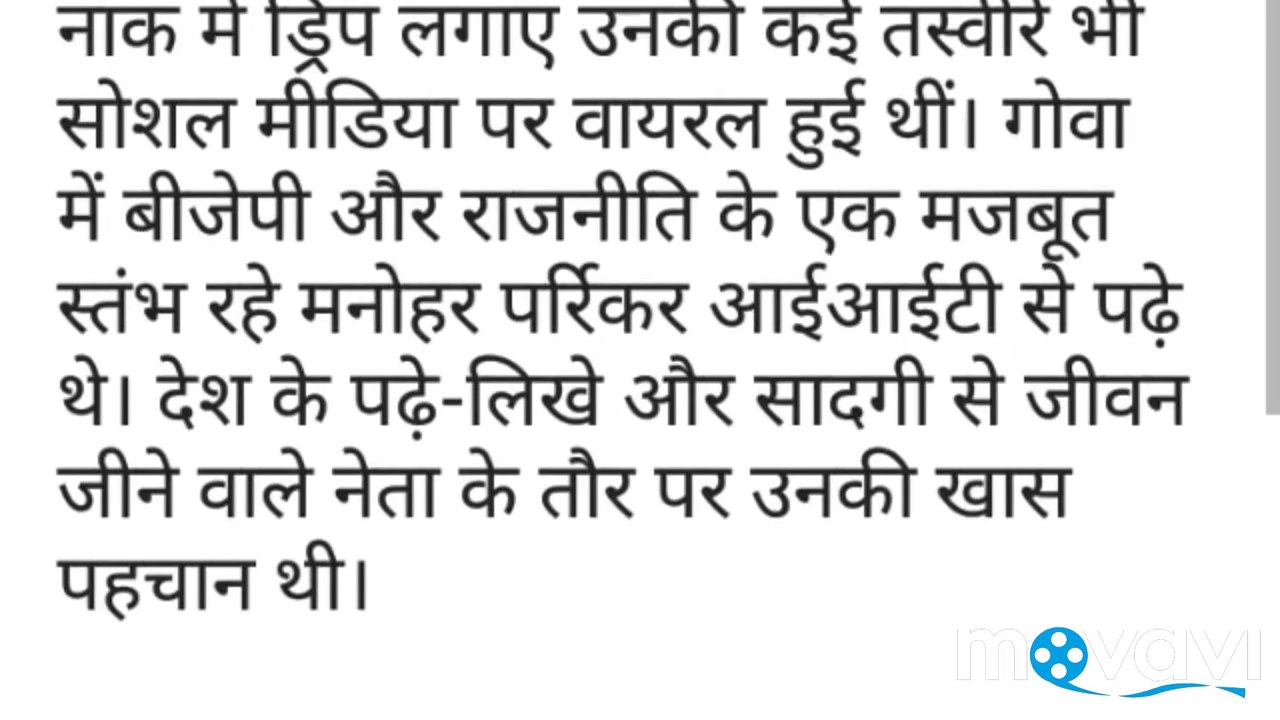 नाक में ड्रिप लगाए उनकी कई तस्वीरें भी
सोशल मीडिया पर वायरल हुई थीं। गोवा
में बीजेपी और राजनीति के एक मजबूत
स्तंभ रहे मनोहर पर्रिकर आईआईटी से पढ़े
थे। देश के पढ़े-लिखे और सादगी से जीवन
जीने वाले नेता के तौर पर उनकी खास
पहचान थी।
movavi